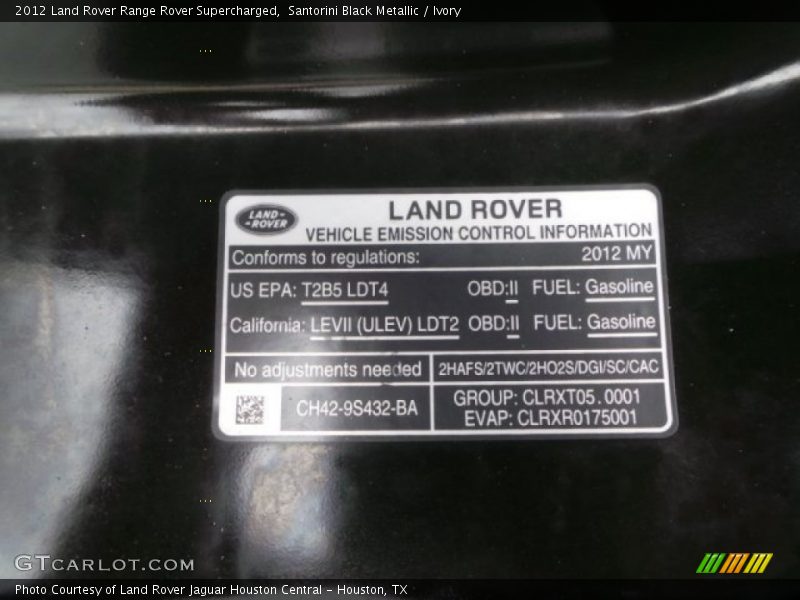 2012 Land Rover Range Rover Supercharged,  Santorini Black Metallic / Ivory
LAND ROVER
LAND- -ROVER
VEHICLE EMISSION CONTROL INFORMATION
Conforms to regulations: 2012 MY
US EPA: T2B5 LDT4 OBD:II FUEL: Gasoline
California: LEVII (ULEV) LDT2 OBD:II FUEL: Gasoline
No adjustments needed 2HAFS/2TWC/2HO2S/DGI/SC/CAC
CH42-9S432-BA GROUP: CLRXT05.0001
EVAP: CLRXR0175001
GTCARLOT.COM
Photo Courtesy of Land Rover Jaguar Houston Central - Houston, TX